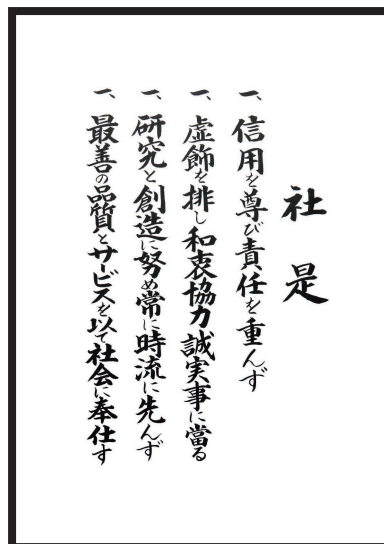 社是
一、信用を尊び責任を重んず
一、虚飾を排し和衷協力誠実事に當る
一、研究と創造に努め常に時流に先んず
一、最善の品質とサービスを以て社会に奉仕す